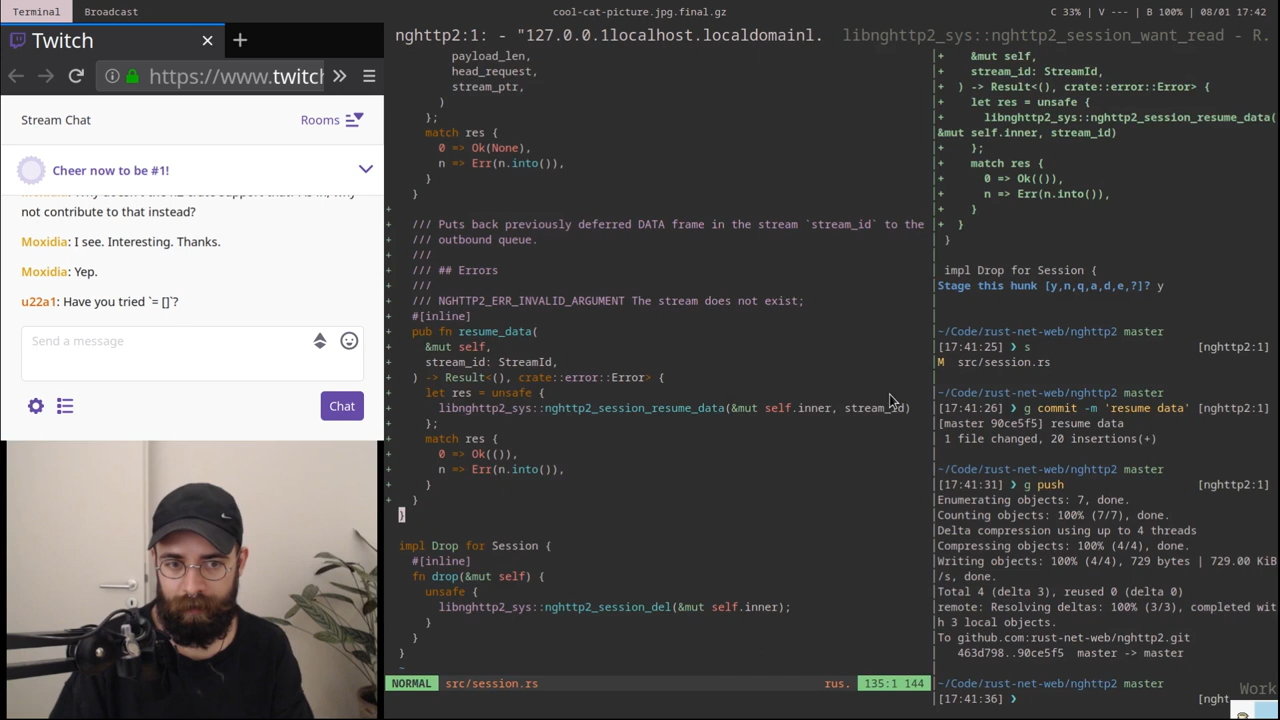 Terminal Broadcast cool-cat-picture.jpg.final.gz C 33% | V --- | B 100% | 08/01 17:42
Twitch
https://www.twitch
Stream Chat
Rooms
Cheer now to be #1!
not contribute to that instead?
Moxidia: I see. Interesting. Thanks.
Moxidia: Yep.
u22a1: Have you tried `= []`?
Send a message
Chat
nghttp2:1: - "127.0.0.1localhost.localdomainl.
payload_len,
head_request,
stream_ptr,
)
};
match res {
0 => Ok(None),
n => Err(n.into()),
}
}
+
+ /// Puts back previously deferred DATA frame in the stream `stream_id` to the
+ /// outbound queue.
+ ///
+ /// ## Errors
+ ///
+ /// NGHTTP2_ERR_INVALID_ARGUMENT The stream does not exist;
+ #[inline]
+ pub fn resume_data(
+ &mut self,
+ stream_id: StreamId,
+ ) -> Result<(), crate::error::Error> {
+ let res = unsafe {
+ libnghttp2_sys::nghttp2_session_resume_data(&mut self.inner, stream_id)
+ };
+ match res {
+ 0 => Ok(()),
+ n => Err(n.into()),
+ }
+ }
}
impl Drop for Session {
#[inline]
fn drop(&mut self) {
unsafe {
libnghttp2_sys::nghttp2_session_del(&mut self.inner);
}
}
}
~
NORMAL src/session.rs rus. 135:1 144
libnghttp2_sys::nghttp2_session_want_read - R.
+ &mut self,
+ stream_id: StreamId,
+ ) -> Result<(), crate::error::Error> {
+ let res = unsafe {
+ libnghttp2_sys::nghttp2_session_resume_data(
&mut self.inner, stream_id)
+ };
+ match res {
+ 0 => Ok(()),
+ n => Err(n.into()),
+ }
+ }
}
impl Drop for Session {
Stage this hunk [y,n,q,a,d,e,?]? y
~/Code/rust-net-web/nghttp2 master
[17:41:25] ❯ s [nghttp2:1]
M src/session.rs
~/Code/rust-net-web/nghttp2 master
[17:41:26] ❯ g commit -m 'resume data' [nghttp2:1]
[master 90ce5f5] resume data
1 file changed, 20 insertions(+)
~/Code/rust-net-web/nghttp2 master
[17:41:31] ❯ g push [nghttp2:1]
Enumerating objects: 7, done.
Counting objects: 100% (7/7), done.
Delta compression using up to 4 threads
Compressing objects: 100% (4/4), done.
Writing objects: 100% (4/4), 729 bytes | 729.00 KiB
/s, done.
Total 4 (delta 3), reused 0 (delta 0)
remote: Resolving deltas: 100% (3/3), completed wit
h 3 local objects.
To github.com:rust-net-web/nghttp2.git
463d798..90ce5f5 master -> master
~/Code/rust-net-web/nghttp2 master
[17:41:36] ❯ [nght
Work